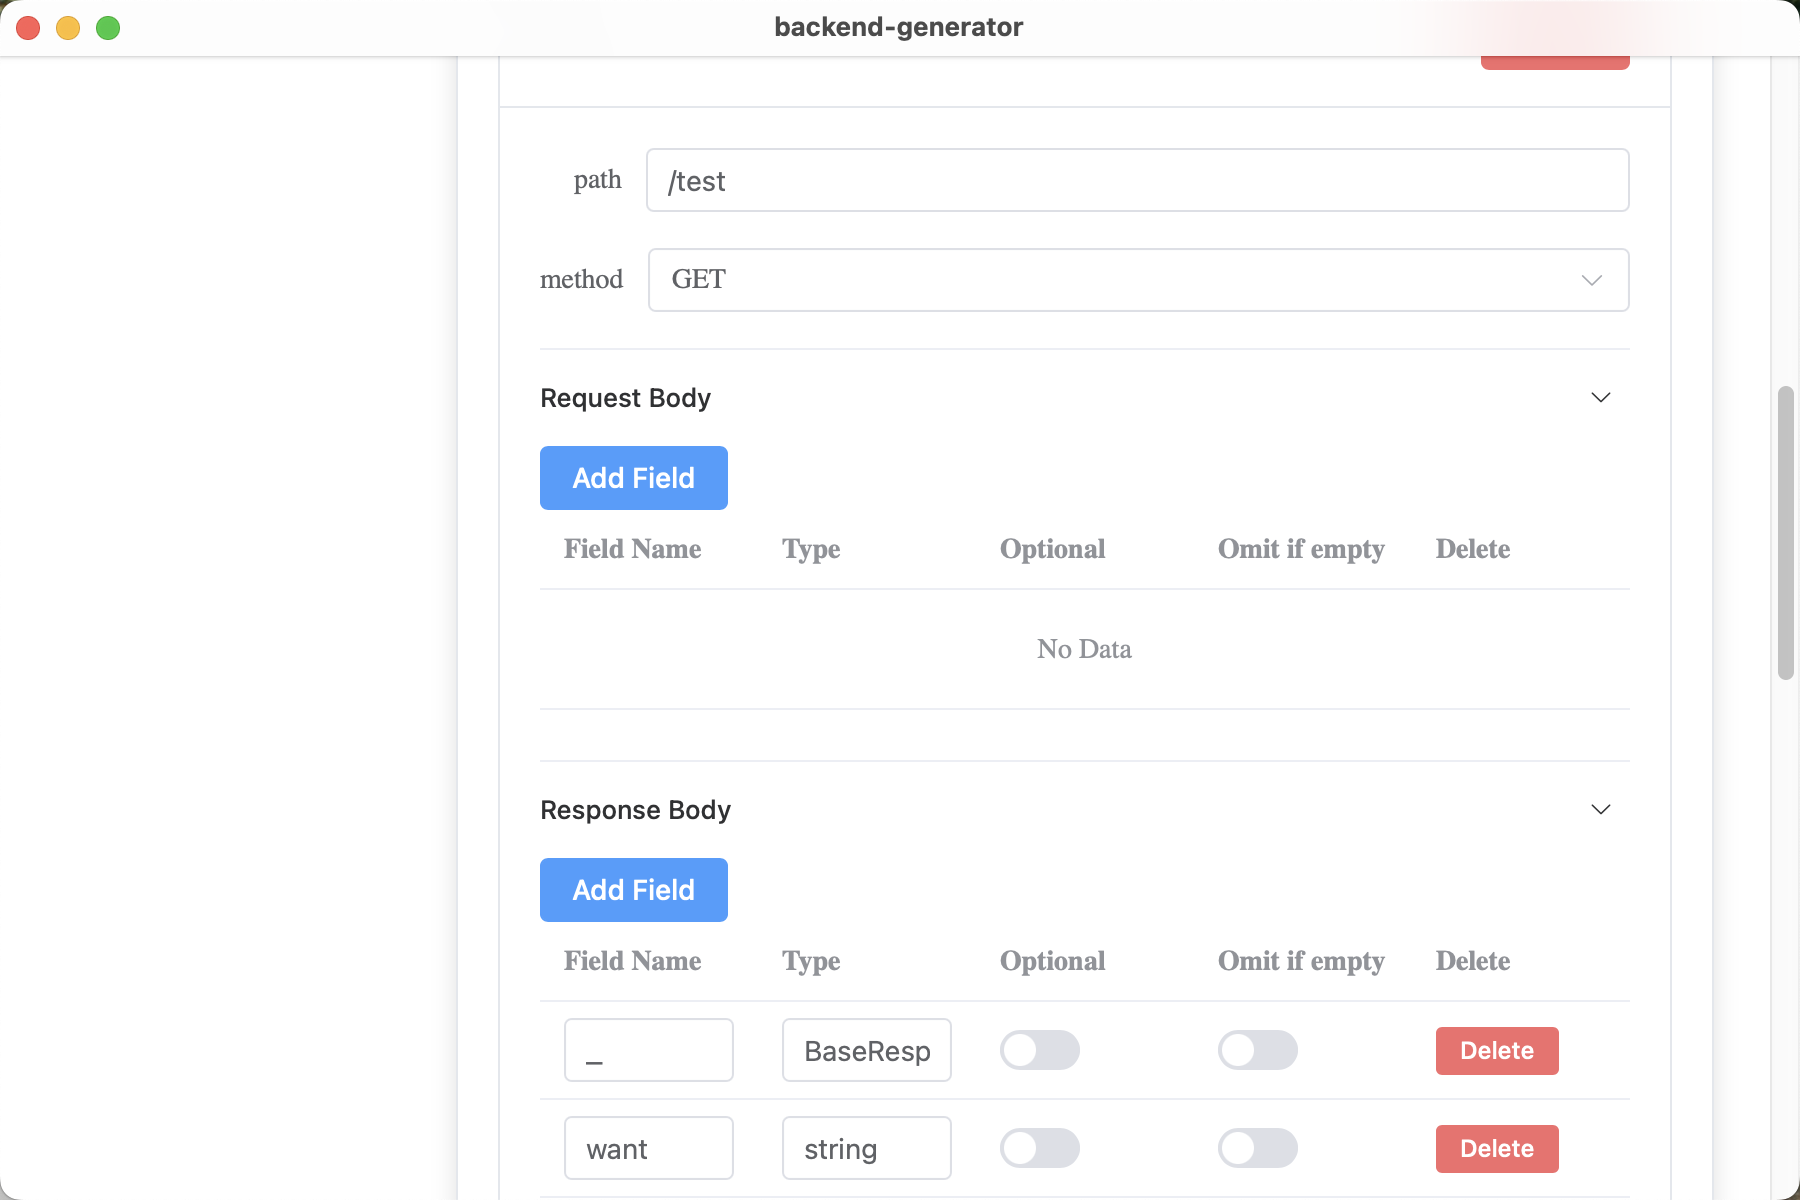 backend-generator
path /test
method GET
Request Body
Add Field
Field Name Type Optional Omit if empty Delete
No Data
Response Body
Add Field
Field Name Type Optional Omit if empty Delete
_ BaseResp Delete
want string Delete